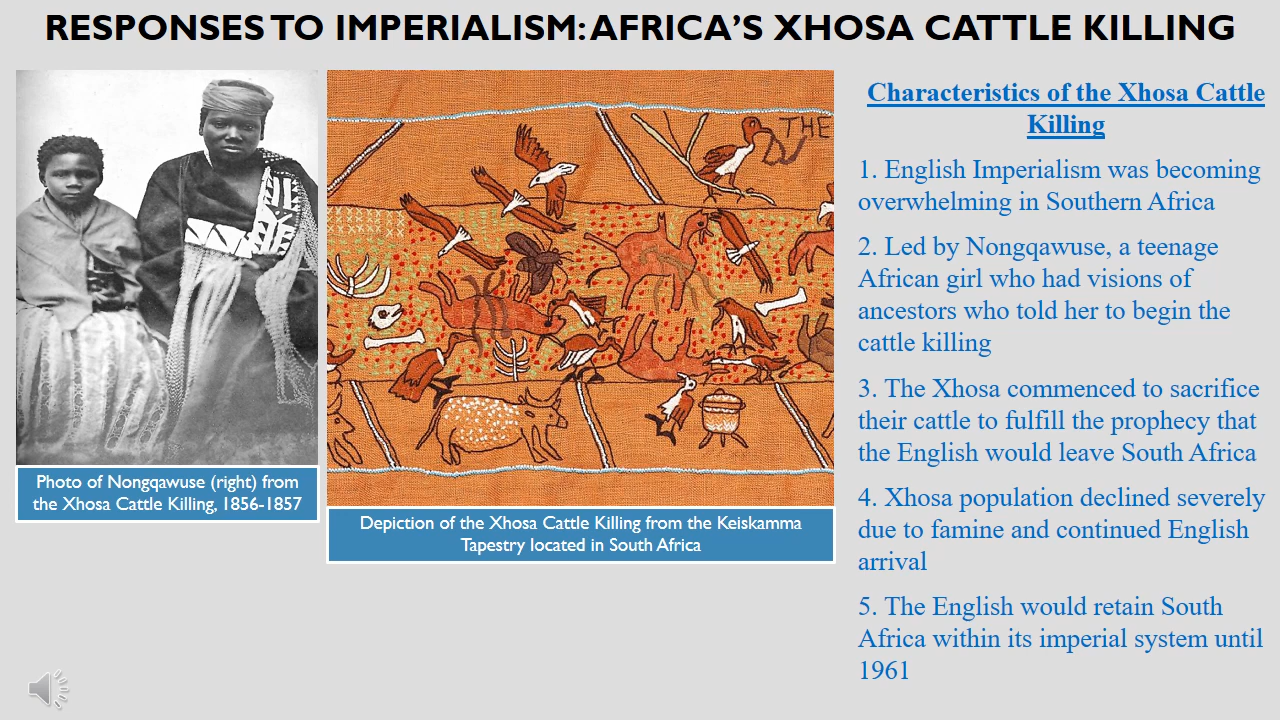 RESPONSES TO IMPERIALISM: AFRICA'S XHOSA CATTLE KILLING
THE
Photo of Nongqawuse (right) from
the Xhosa Cattle Killing, 1856-1857
Depiction of the Xhosa Cattle Killing from the Keiskamma
Tapestry located in South Africa
Characteristics of the Xhosa Cattle
Killing
1. English Imperialism was becoming
overwhelming in Southern Africa
2. Led by Nongqawuse, a teenage
African girl who had visions of
ancestors who told her to begin the
cattle killing
3. The Xhosa commenced to sacrifice
their cattle to fulfill the prophecy that
the English would leave South Africa
4. Xhosa population declined severely
due to famine and continued English
arrival
5. The English would retain South
Africa within its imperial system until
1961